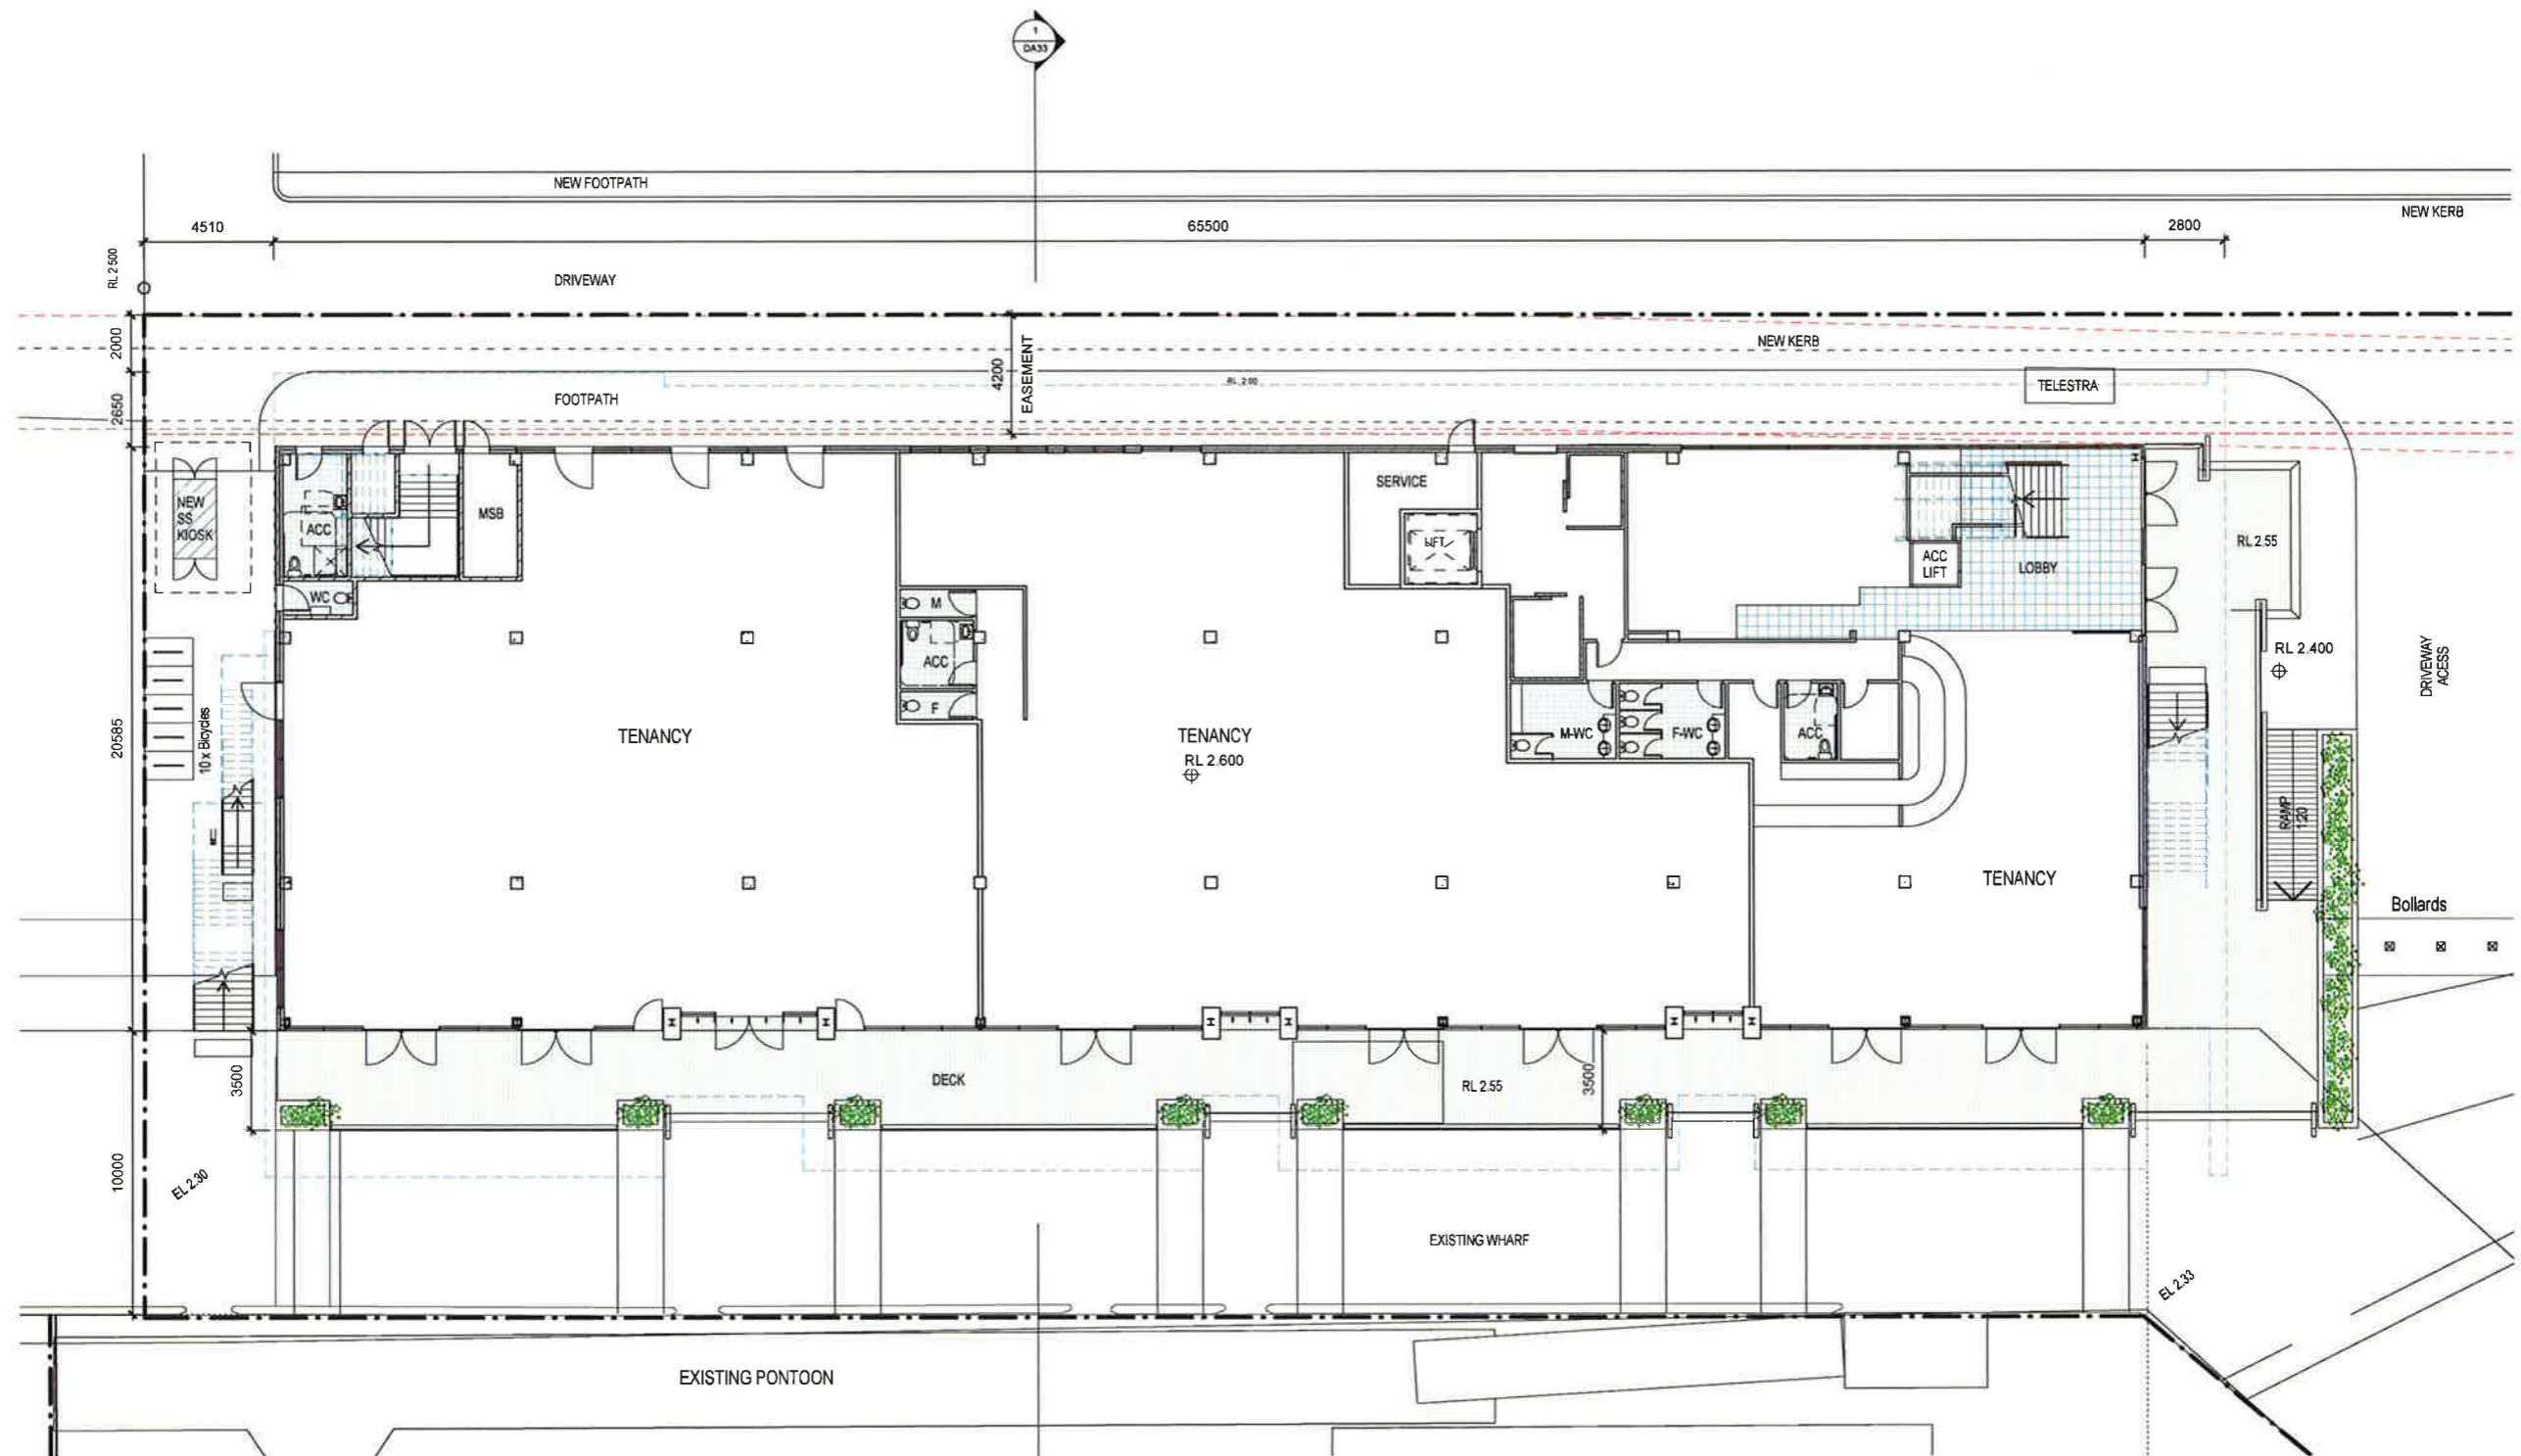 1
DA33
NEW FOOTPATH
NEW KERB
4510
65500
2800
RL 2.500
DRIVEWAY
2000
NEW KERB
4200
EASEMENT
RL 2.00
TELESTRA
2650
FOOTPATH
NEW
SS
KIOSK
ACC
MSB
SERVICE
LIFT
ACC
LIFT
LOBBY
RL 2.55
WC
M
ACC
F
RL 2.400
DRIVEWAY
ACESS
10 x Bicycles
20585
TENANCY
TENANCY
RL 2.600
M-WC
F-WC
ACC
RAMP
1:20
TENANCY
Bollards
H
H
H
H
H
H
3500
DECK
RL 2.55
3500
10000
EL 2.30
EXISTING WHARF
EL 2.33
EXISTING PONTOON